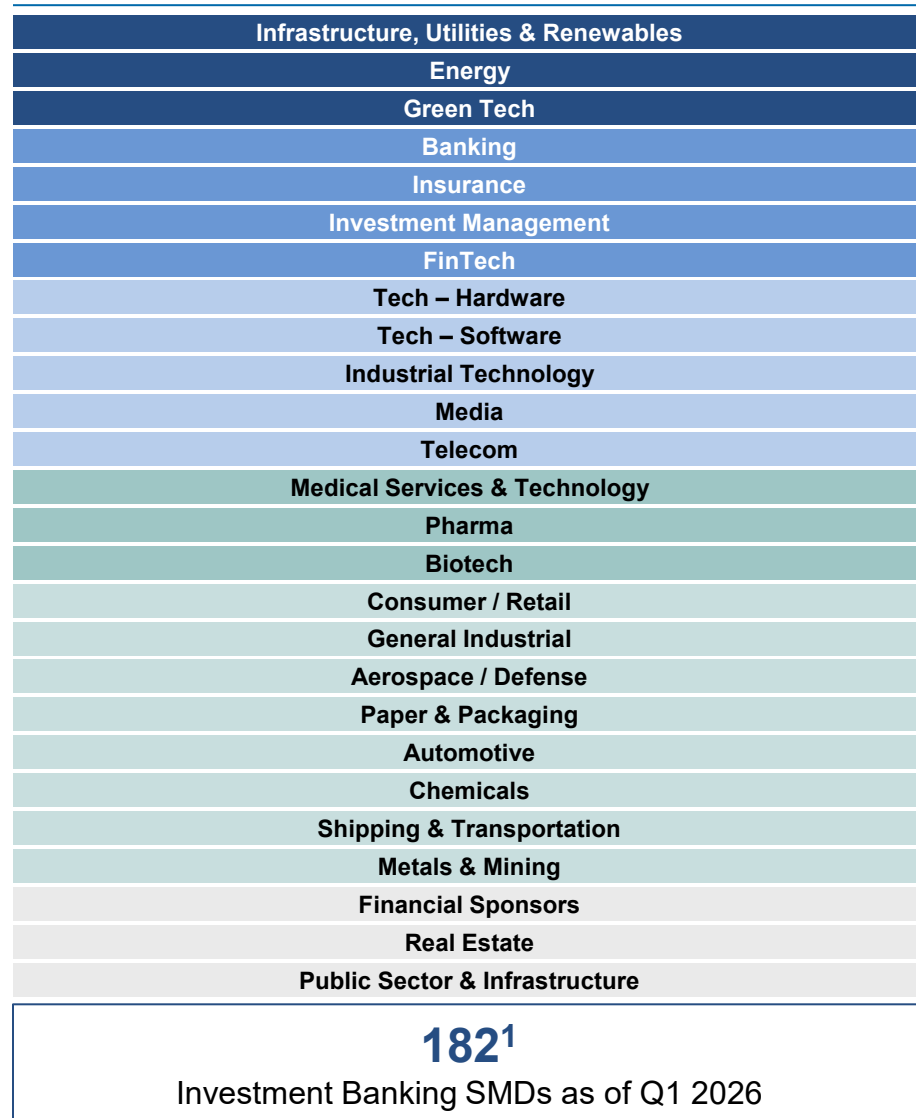 Infrastructure, Utilities & Renewables
Energy
Green Tech
Banking
Insurance
Investment Management
FinTech
Tech – Hardware
Tech – Software
Industrial Technology
Media
Telecom
Medical Services & Technology
Pharma
Biotech
Consumer / Retail
General Industrial
Aerospace / Defense
Paper & Packaging
Automotive
Chemicals
Shipping & Transportation
Metals & Mining
Financial Sponsors
Real Estate
Public Sector & Infrastructure
182¹
Investment Banking SMDs as of Q1 2026